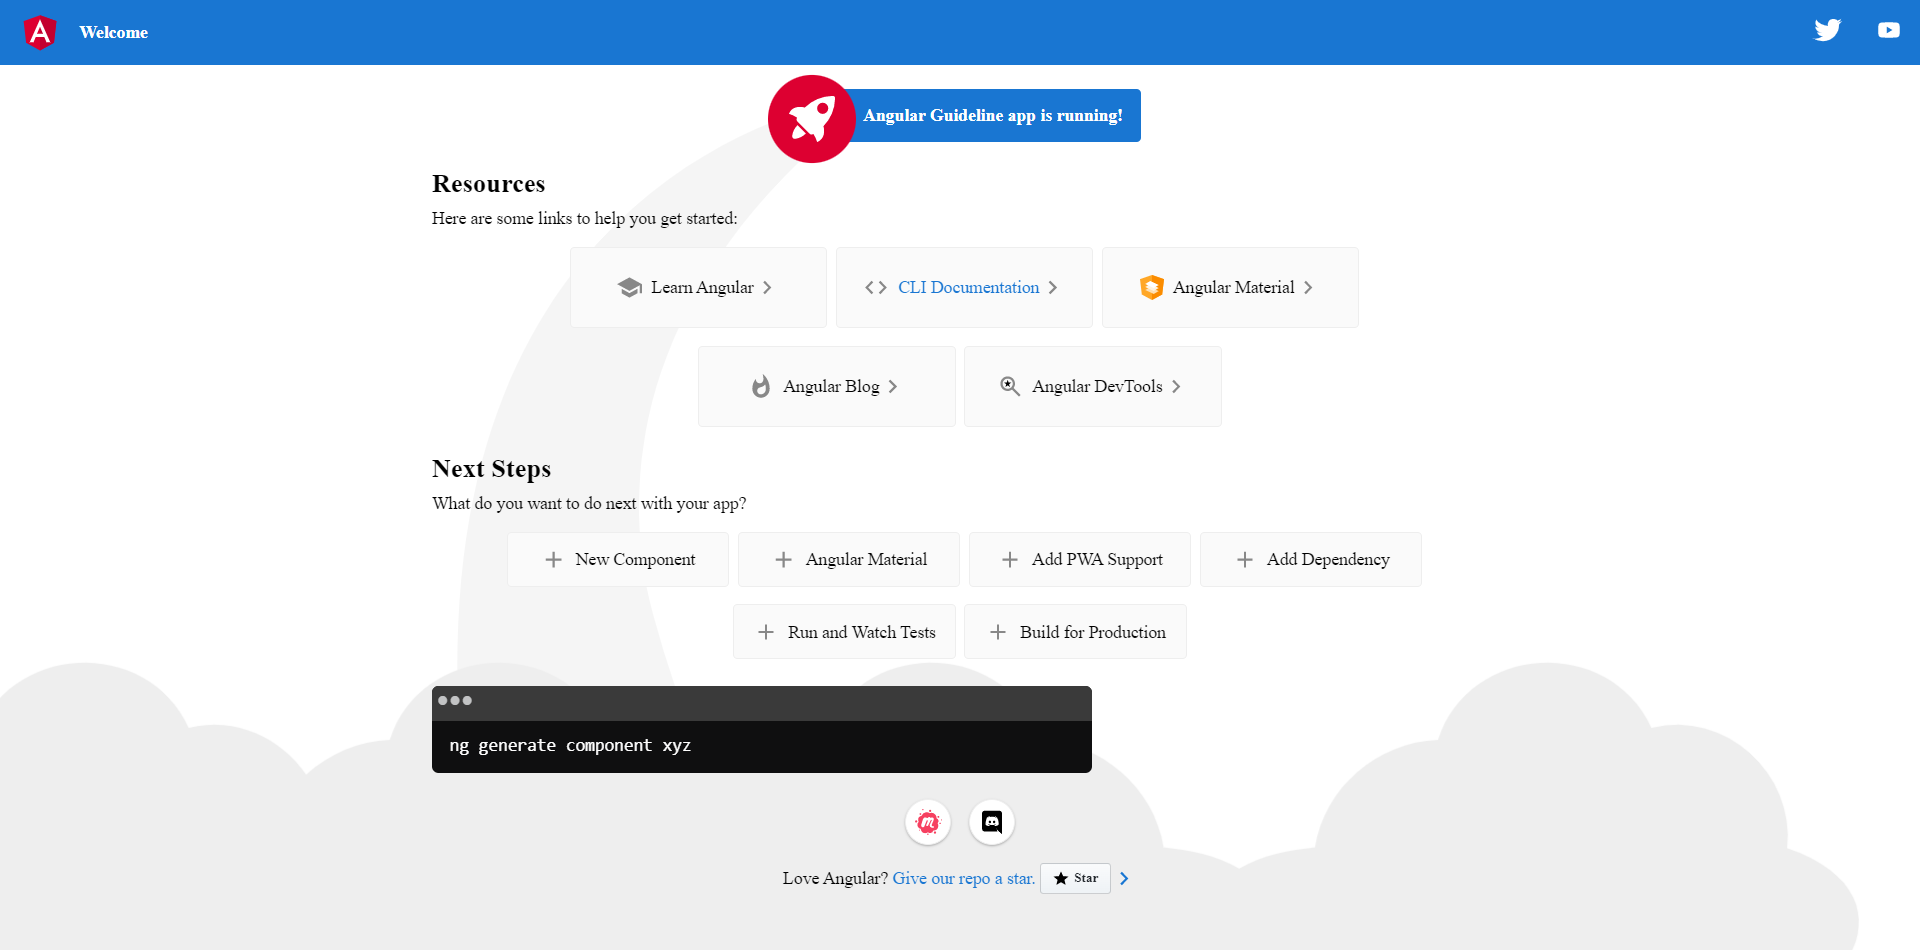 Welcome
Angular Guideline app is running!
Resources
Here are some links to help you get started:
Learn Angular
CLI Documentation
Angular Material
Angular Blog
Angular DevTools
Next Steps
What do you want to do next with your app?
New Component
Angular Material
Add PWA Support
Add Dependency
Run and Watch Tests
Build for Production
ng generate component xyz
Love Angular? Give our repo a star. Star